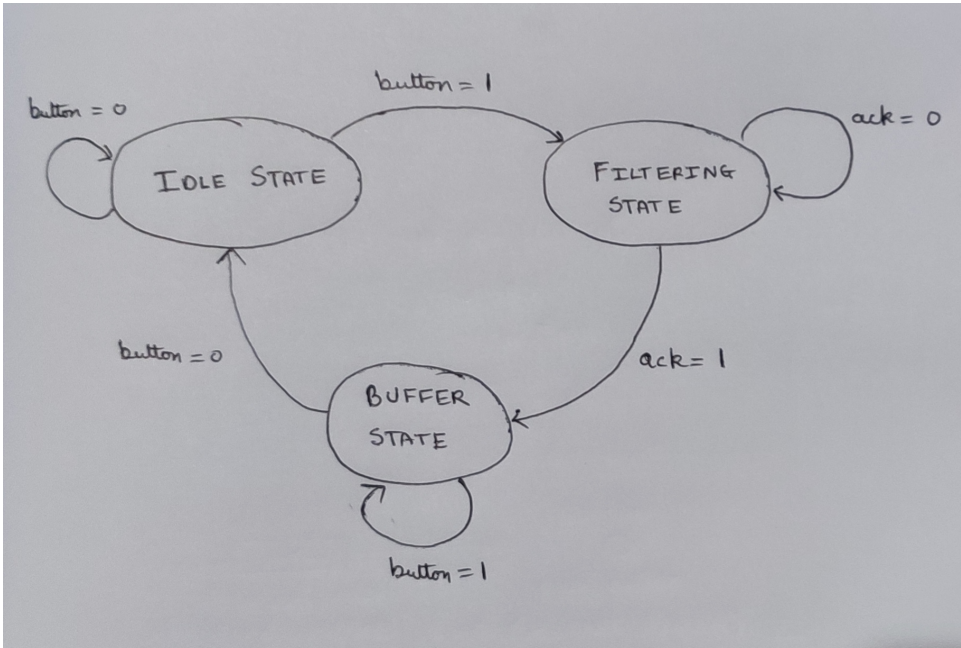 button = 1
button = 0
ack = 0
IDLE STATE
FILTERING
STATE
button = 0
ack = 1
BUFFER
STATE
button = 1